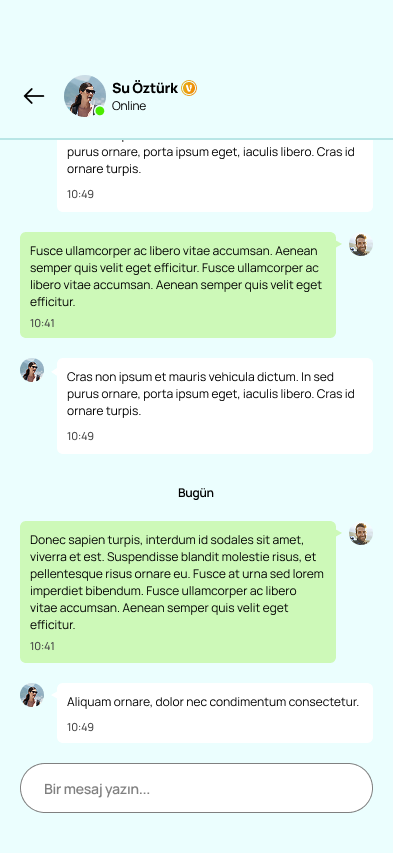 Su Öztürk
Online
purus ornare, porta ipsum eget, iaculis libero. Cras id
ornare turpis.
10:49
Fusce ullamcorper ac libero vitae accumsan. Aenean
semper quis velit eget efficitur. Fusce ullamcorper ac
libero vitae accumsan. Aenean semper quis velit eget
efficitur.
10:41
Cras non ipsum et mauris vehicula dictum. In sed
purus ornare, porta ipsum eget, iaculis libero. Cras id
ornare turpis.
10:49
Bugün
Donec sapien turpis, interdum id sodales sit amet,
viverra et est. Suspendisse blandit molestie risus, et
pellentesque risus ornare eu. Fusce at urna sed lorem
imperdiet bibendum. Fusce ullamcorper ac libero
vitae accumsan. Aenean semper quis velit eget
efficitur.
10:41
Aliquam ornare, dolor nec condimentum consectetur.
10:49
Bir mesaj yazın...